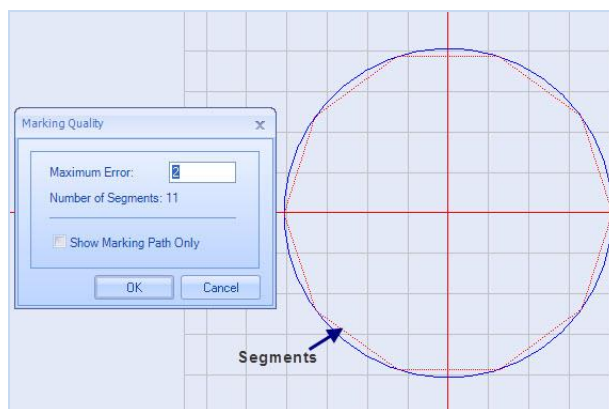 Marking Quality
x
Maximum Error: 2
Number of Segments: 11
Show Marking Path Only
OK Cancel
Segments